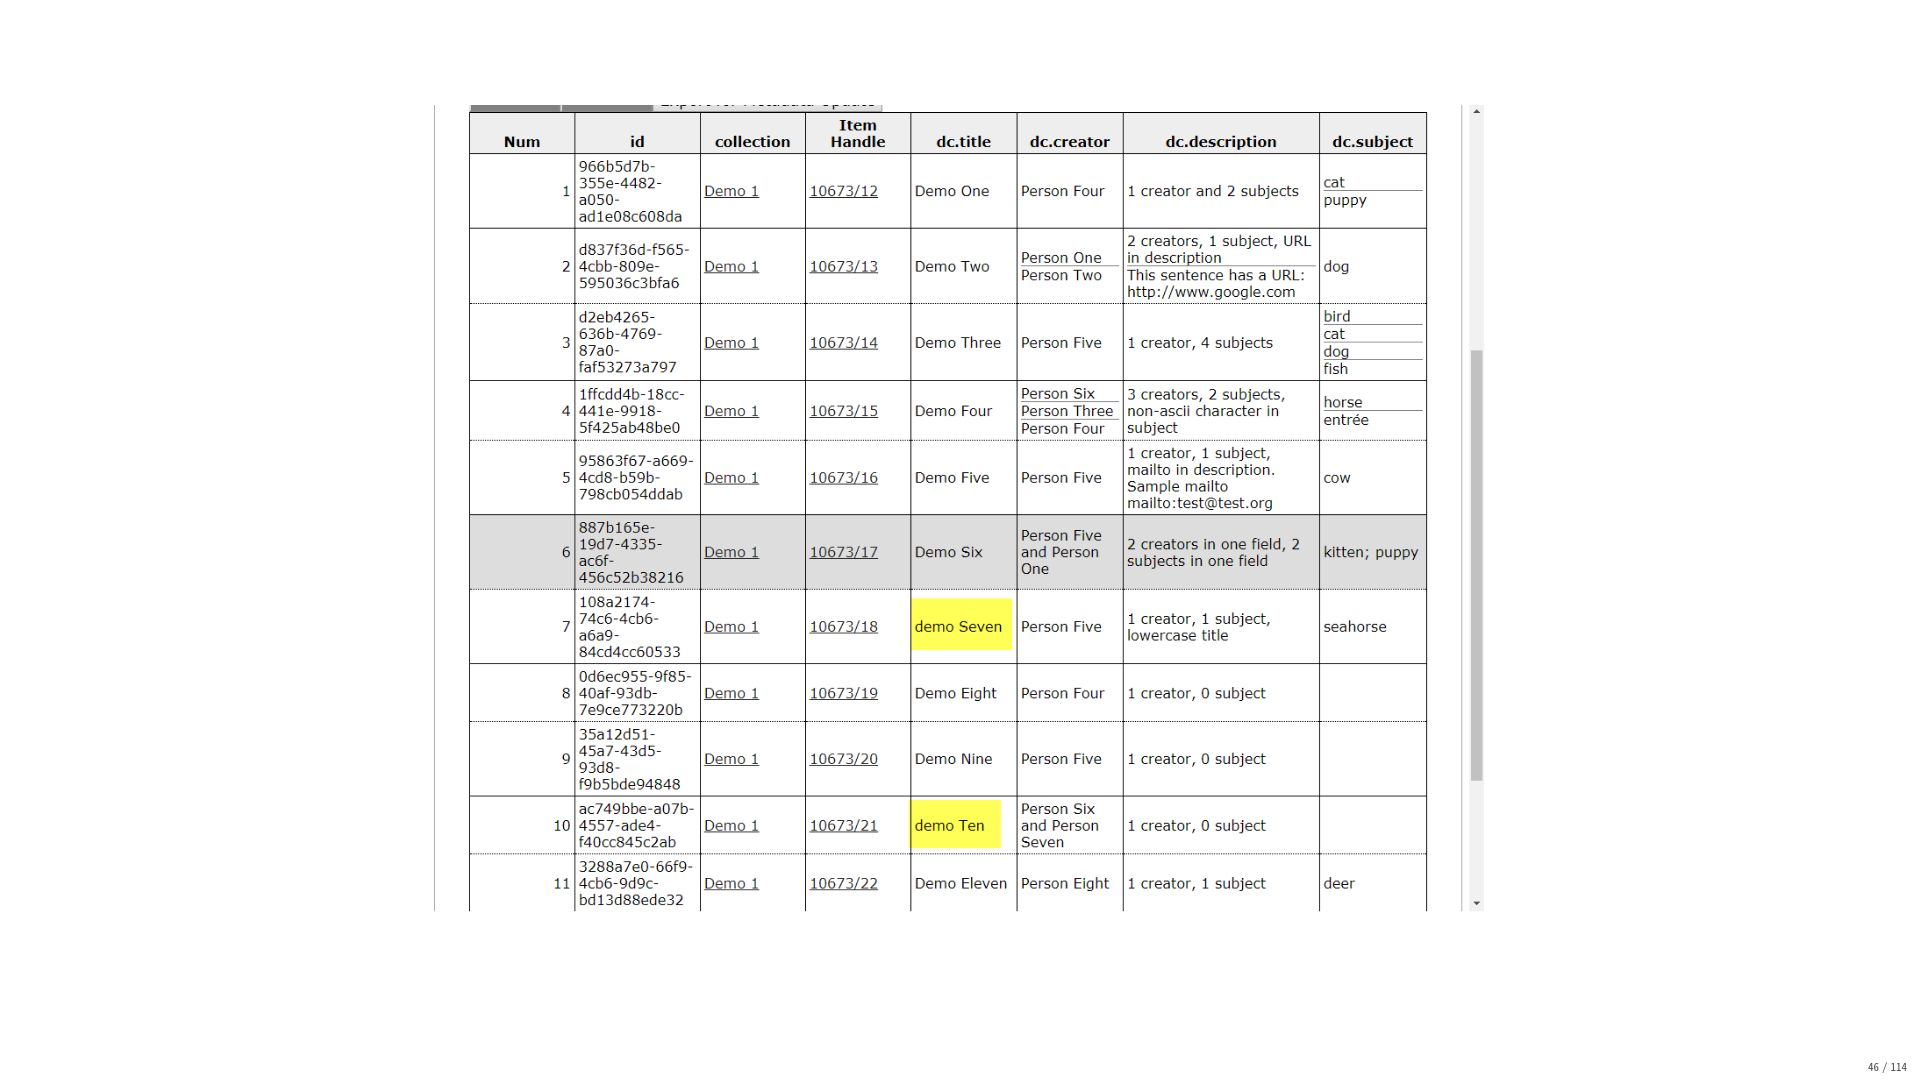 Export for Metadata Update
Num id collection Item Handle dc.title dc.creator dc.description dc.subject
1 966b5d7b-355e-4482-a050-ad1e08c608da Demo 1 10673/12 Demo One Person Four 1 creator and 2 subjects cat puppy
2 d837f36d-f565-4cbb-809e-595036c3bfa6 Demo 1 10673/13 Demo Two Person One Person Two 2 creators, 1 subject, URL in description This sentence has a URL: http://www.google.com dog
3 d2eb4265-636b-4769-87a0-faf53273a797 Demo 1 10673/14 Demo Three Person Five 1 creator, 4 subjects bird cat dog fish
4 1ffcdd4b-18cc-441e-9918-5f425ab48be0 Demo 1 10673/15 Demo Four Person Six Person Three Person Four 3 creators, 2 subjects, non-ascii character in subject horse entrée
5 95863f67-a669-4cd8-b59b-798cb054ddab Demo 1 10673/16 Demo Five Person Five 1 creator, 1 subject, mailto in description. Sample mailto mailto:test@test.org cow
6 887b165e-19d7-4335-ac6f-456c52b38216 Demo 1 10673/17 Demo Six Person Five and Person One 2 creators in one field, 2 subjects in one field kitten; puppy
7 108a2174-74c6-4cb6-a6a9-84cd4cc60533 Demo 1 10673/18 demo Seven Person Five 1 creator, 1 subject, lowercase title seahorse
8 0d6ec955-9f85-40af-93db-7e9ce773220b Demo 1 10673/19 Demo Eight Person Four 1 creator, 0 subject
9 35a12d51-45a7-43d5-93d8-f9b5bde94848 Demo 1 10673/20 Demo Nine Person Five 1 creator, 0 subject
10 ac749bbe-a07b-4557-ade4-f40cc845c2ab Demo 1 10673/21 demo Ten Person Six and Person Seven 1 creator, 0 subject
11 3288a7e0-66f9-4cb6-9d9c-bd13d88ede32 Demo 1 10673/22 Demo Eleven Person Eight 1 creator, 1 subject deer
46 / 114